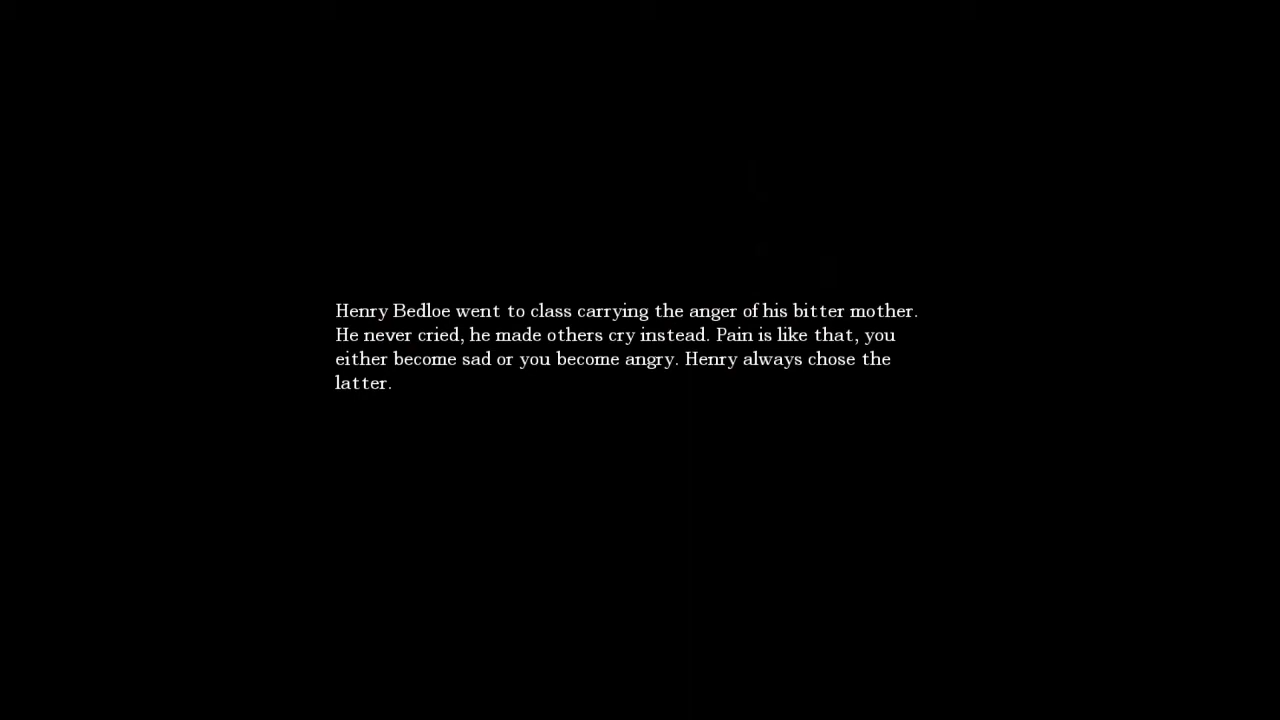 Henry Bedloe went to class carrying the anger of his bitter mother.
He never cried, he made others cry instead. Pain is like that, you
either become sad or you become angry. Henry always chose the
latter.